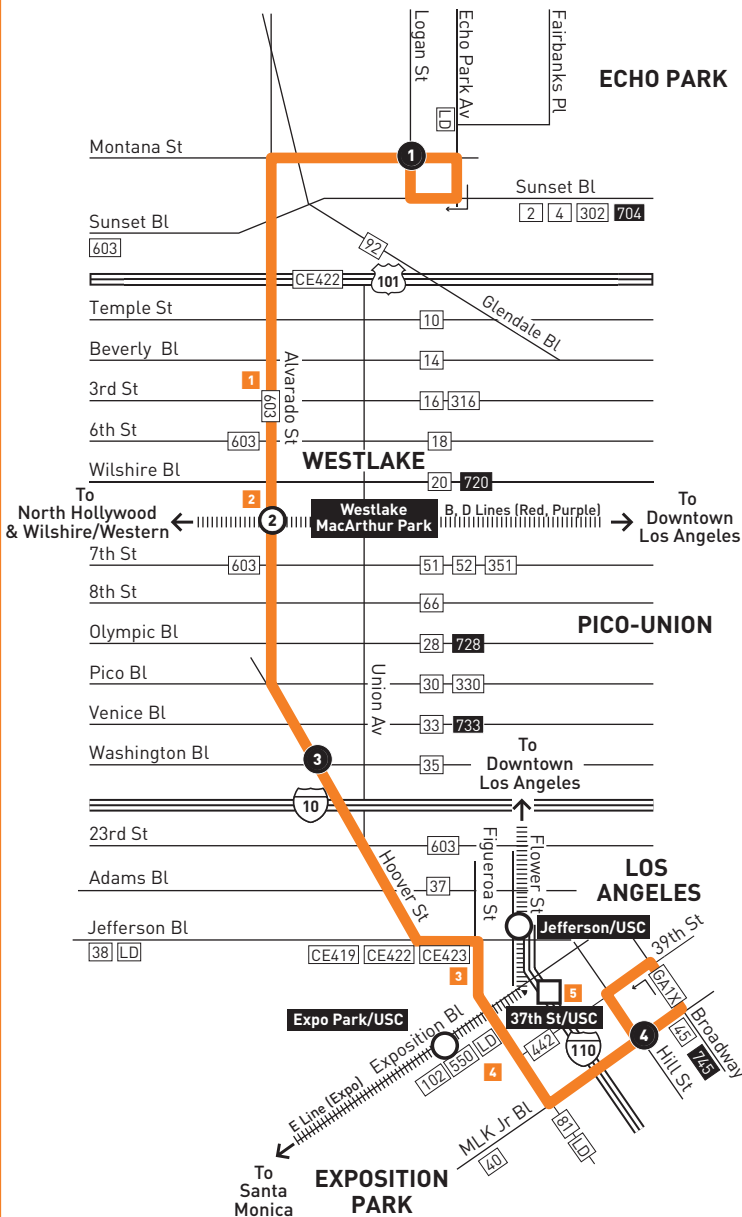 Logan St
Echo Park Av
Fairbanks Pl
ECHO PARK
LD
Montana St
1
Sunset Bl
2 4 302 704
Sunset Bl
603
92
CE422
101
Glendale Bl
Temple St
10
Beverly Bl
14
1
Alvarado St
3rd St
603
16 316
6th St
603
18
WESTLAKE
Wilshire Bl
20 720
To
North Hollywood
& Wilshire/Western
2
2
Westlake
MacArthur Park
B, D Lines (Red, Purple)
To
Downtown
Los Angeles
7th St
603
51 52 351
8th St
66
PICO-UNION
Olympic Bl
28 728
Pico Bl
30 330
Union Av
Venice Bl
33 733
Washington Bl
3
35
To
Downtown
Los Angeles
10
23rd St
603
Hoover St
Figueroa St
Flower St
LOS
ANGELES
Adams Bl
37
Jefferson Bl
38 LD
CE419 CE422 CE423
Jefferson/USC
39th St
3
GA1X
5
Expo Park/USC
Exposition Bl
37th St/USC
Broadway
45
745
4
Hill St
110
442
102 550 LD
4
E Line (Expo)
MLK Jr Bl
81 LD
40
To
Santa
Monica
EXPOSITION
PARK